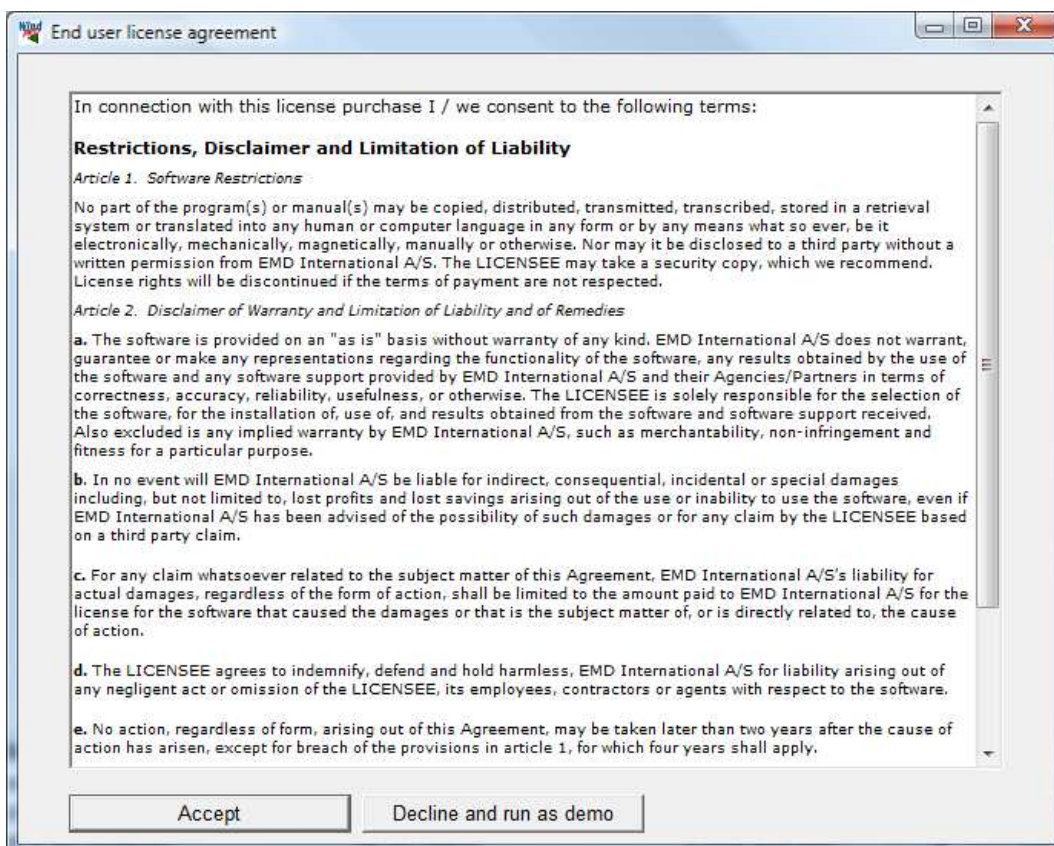 Wind
End user license agreement
In connection with this license purchase I / we consent to the following terms:
Restrictions, Disclaimer and Limitation of Liability
Article 1.  Software Restrictions
No part of the program(s) or manual(s) may be copied, distributed, transmitted, transcribed, stored in a retrieval
system or translated into any human or computer language in any form or by any means what so ever, be it
electronically, mechanically, magnetically, manually or otherwise. Nor may it be disclosed to a third party without a
written permission from EMD International A/S. The LICENSEE may take a security copy, which we recommend.
License rights will be discontinued if the terms of payment are not respected.
Article 2.  Disclaimer of Warranty and Limitation of Liability and of Remedies
a. The software is provided on an "as is" basis without warranty of any kind. EMD International A/S does not warrant,
guarantee or make any representations regarding the functionality of the software, any results obtained by the use of
the software and any software support provided by EMD International A/S and their Agencies/Partners in terms of
correctness, accuracy, reliability, usefulness, or otherwise. The LICENSEE is solely responsible for the selection of
the software, for the installation of, use of, and results obtained from the software and software support received.
Also excluded is any implied warranty by EMD International A/S, such as merchantability, non-infringement and
fitness for a particular purpose.
b. In no event will EMD International A/S be liable for indirect, consequential, incidental or special damages
including, but not limited to, lost profits and lost savings arising out of the use or inability to use the software, even if
EMD International A/S has been advised of the possibility of such damages or for any claim by the LICENSEE based
on a third party claim.
c. For any claim whatsoever related to the subject matter of this Agreement, EMD International A/S's liability for
actual damages, regardless of the form of action, shall be limited to the amount paid to EMD International A/S for the
license for the software that caused the damages or that is the subject matter of, or is directly related to, the cause
of action.
d. The LICENSEE agrees to indemnify, defend and hold harmless, EMD International A/S for liability arising out of
any negligent act or omission of the LICENSEE, its employees, contractors or agents with respect to the software.
e. No action, regardless of form, arising out of this Agreement, may be taken later than two years after the cause of
action has arisen, except for breach of the provisions in article 1, for which four years shall apply.
Accept
Decline and run as demo